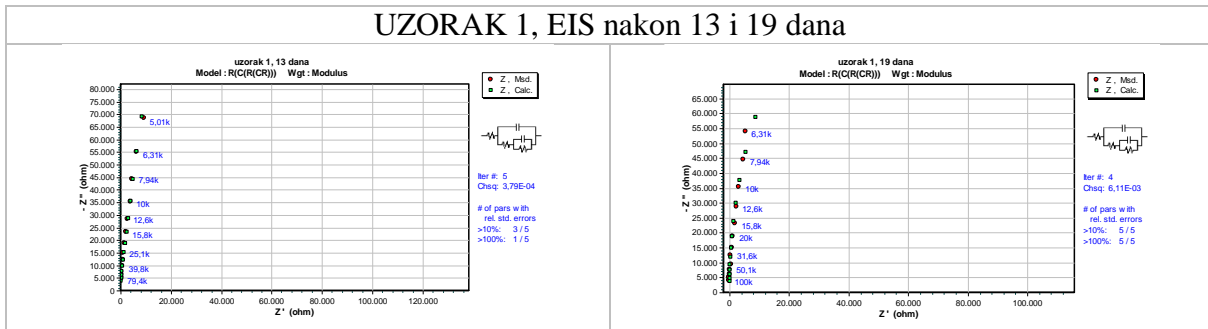 UZORAK 1, EIS nakon 13 i 19 dana
uzorak 1, 13 dana
Model : R(C(R(CR))) Wgt : Modulus
80.000
75.000
70.000
65.000
60.000
55.000
50.000
45.000
40.000
35.000
30.000
25.000
20.000
15.000
10.000
5.000
0
- Z'' (ohm)
5,01k
6,31k
7,94k
10k
12,6k
15,8k
25,1k
39,8k
79,4k
0 20.000 40.000 60.000 80.000 100.000 120.000
Z ' (ohm)
Z , Msd.
Z , Calc.
Iter #: 5
Chsq: 3,79E-04
# of pars with
rel. std. errors
>10%: 3 / 5
>100%: 1 / 5
uzorak 1, 19 dana
Model : R(C(R(CR))) Wgt : Modulus
65.000
60.000
55.000
50.000
45.000
40.000
35.000
30.000
25.000
20.000
15.000
10.000
5.000
0
- Z'' (ohm)
6,31k
7,94k
10k
12,6k
15,8k
20k
31,6k
50,1k
100k
0 20.000 40.000 60.000 80.000 100.000
Z ' (ohm)
Z , Msd.
Z , Calc.
Iter #: 4
Chsq: 6,11E-03
# of pars with
rel. std. errors
>10%: 5 / 5
>100%: 5 / 5